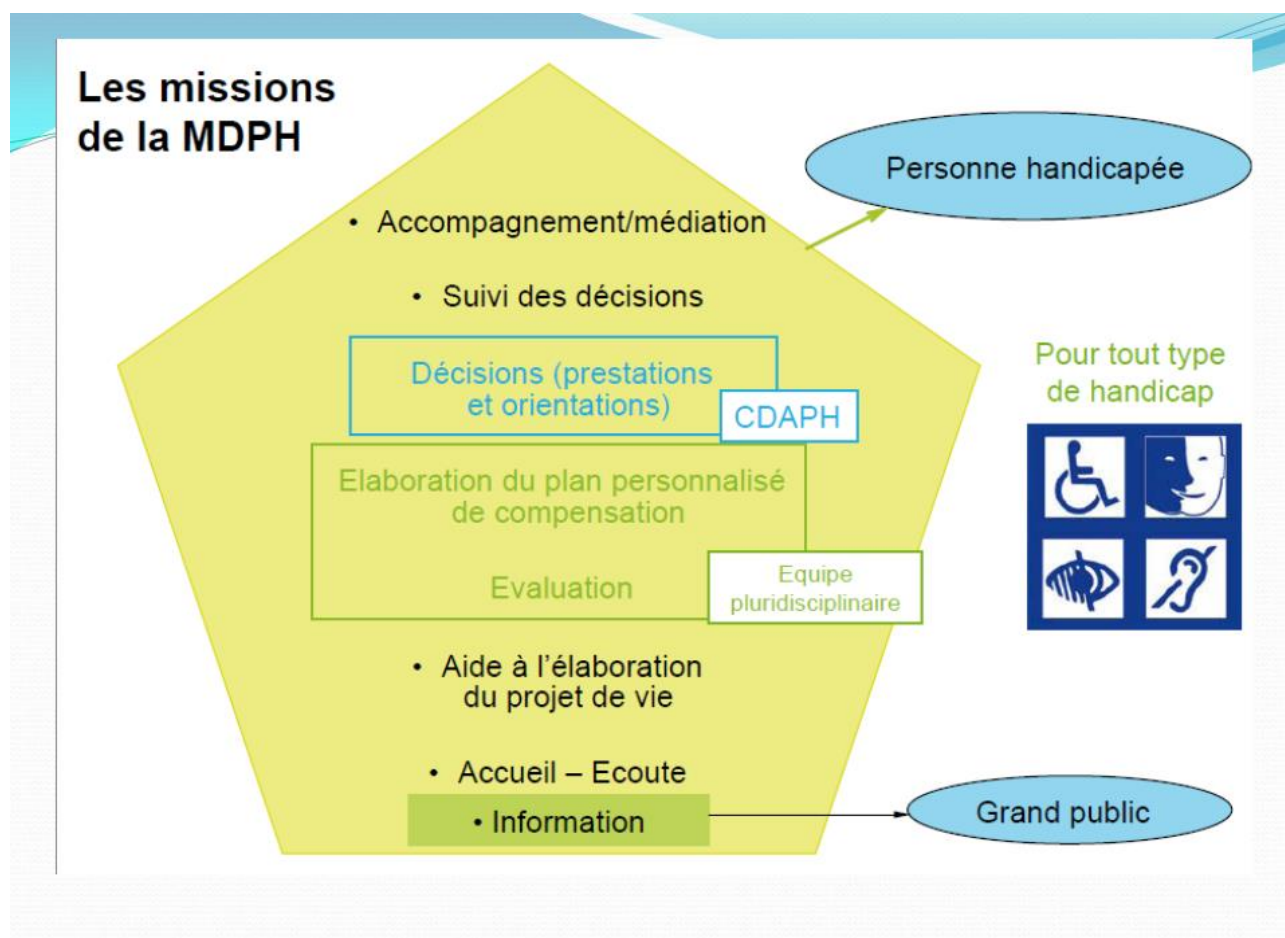 Les missions
de la MDPH
Personne handicapée
• Accompagnement/médiation
• Suivi des décisions
Décisions (prestations
et orientations)
CDAPH
Pour tout type
de handicap
Elaboration du plan personnalisé
de compensation
Evaluation
Equipe
pluridisciplinaire
• Aide à l'élaboration
du projet de vie
• Accueil – Ecoute
• Information
Grand public